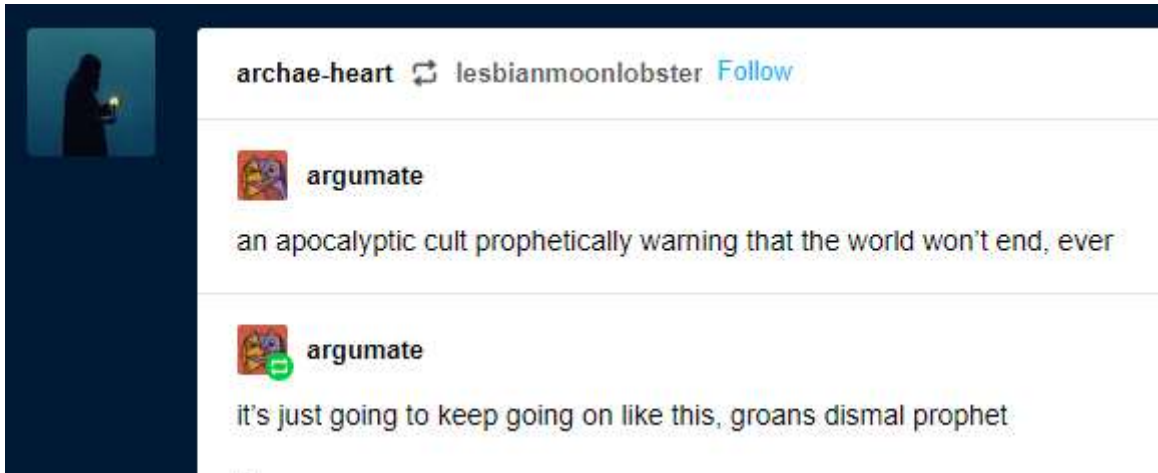 archae-heart lesbianmoonlobster Follow
argumate
an apocalyptic cult prophetically warning that the world won't end, ever
argumate
it's just going to keep going on like this, groans dismal prophet